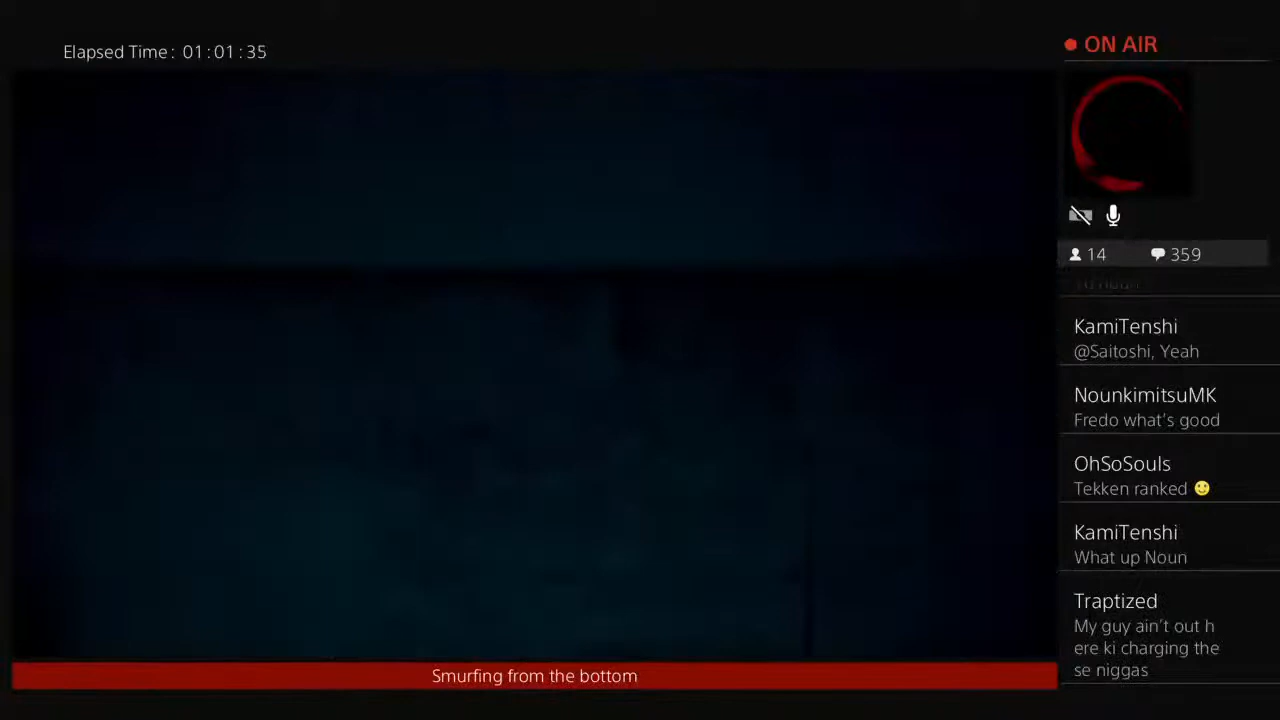 Elapsed Time: 01:01:35
ON AIR
14 359
KamiTenshi
@Saitoshi, Yeah
NounkimitsuMK
Fredo what's good
OhSoSouls
Tekken ranked 🙂
KamiTenshi
What up Noun
Traptized
My guy ain't out h
ere ki charging the
se niggas
Smurfing from the bottom